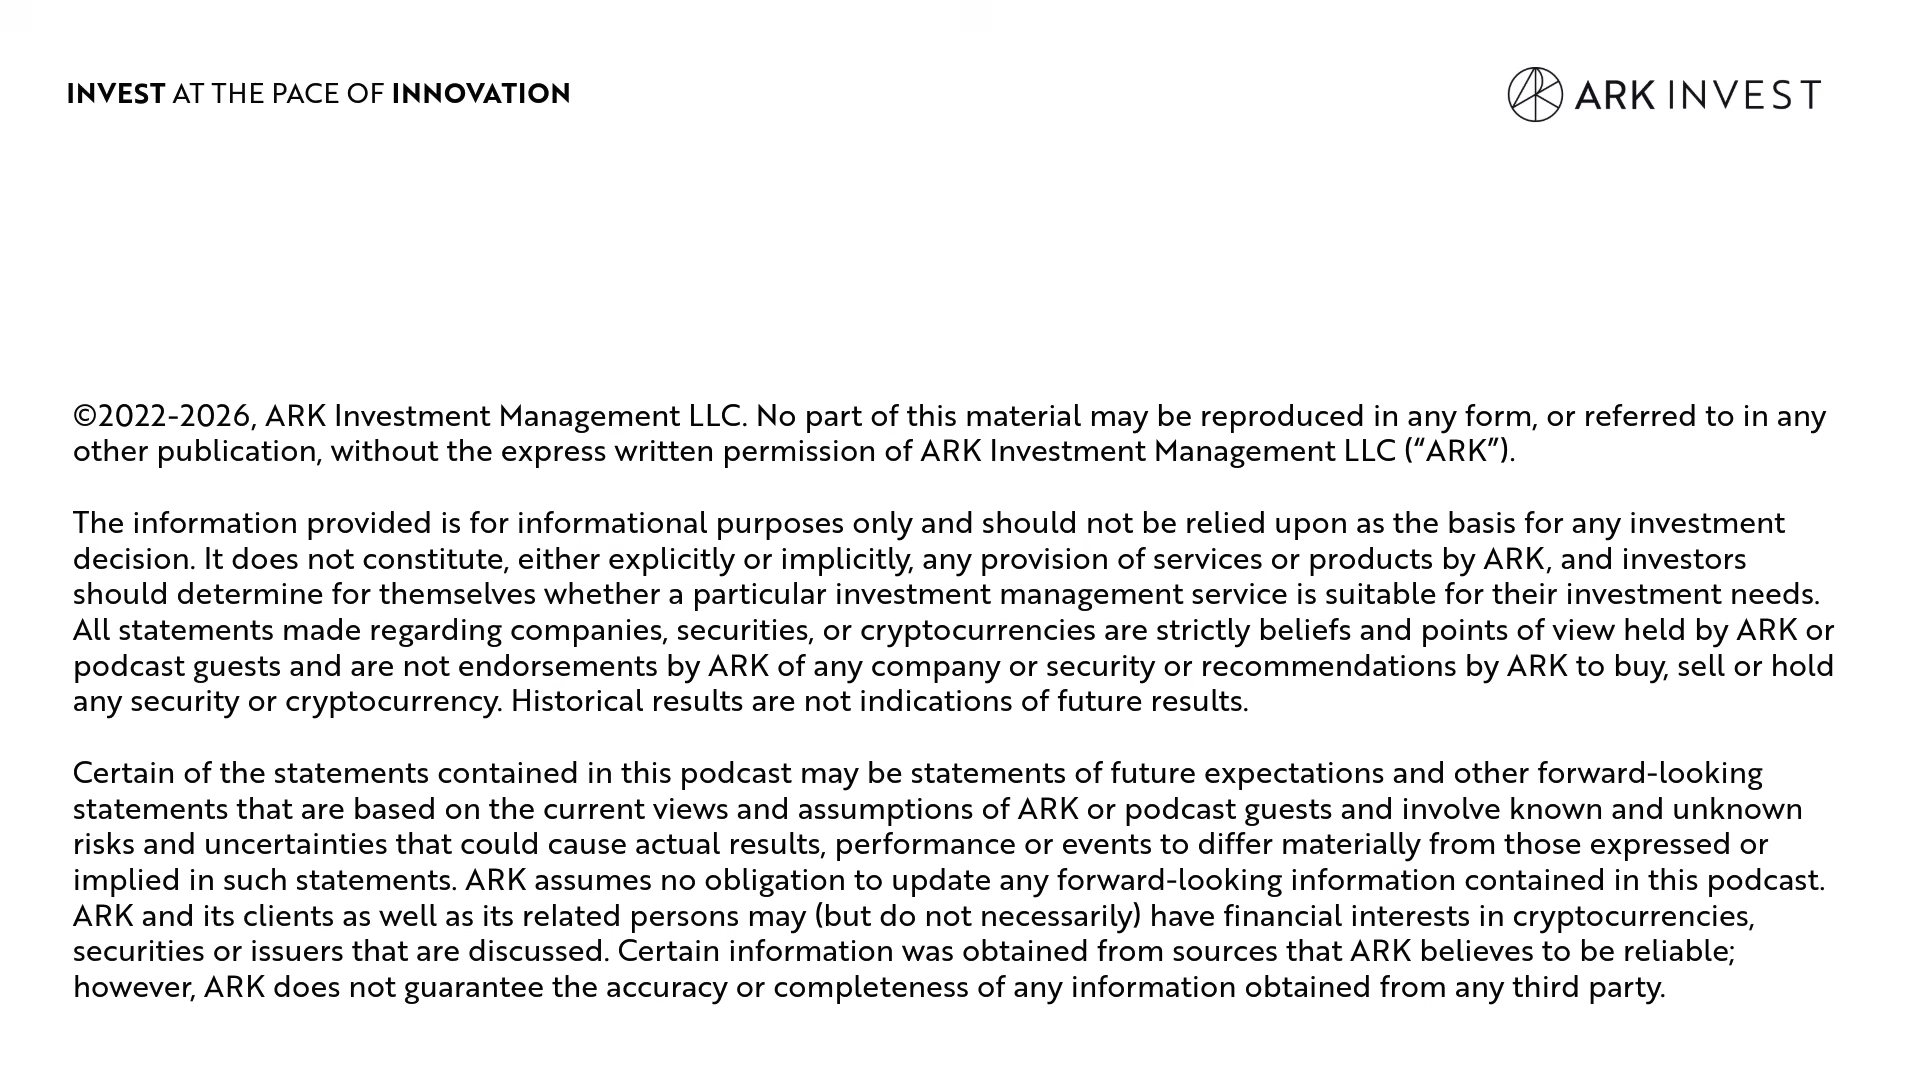 INVEST AT THE PACE OF INNOVATION
ARK INVEST
©2022-2026, ARK Investment Management LLC. No part of this material may be reproduced in any form, or referred to in any
other publication, without the express written permission of ARK Investment Management LLC (“ARK”).
The information provided is for informational purposes only and should not be relied upon as the basis for any investment
decision. It does not constitute, either explicitly or implicitly, any provision of services or products by ARK, and investors
should determine for themselves whether a particular investment management service is suitable for their investment needs.
All statements made regarding companies, securities, or cryptocurrencies are strictly beliefs and points of view held by ARK or
podcast guests and are not endorsements by ARK of any company or security or recommendations by ARK to buy, sell or hold
any security or cryptocurrency. Historical results are not indications of future results.
Certain of the statements contained in this podcast may be statements of future expectations and other forward-looking
statements that are based on the current views and assumptions of ARK or podcast guests and involve known and unknown
risks and uncertainties that could cause actual results, performance or events to differ materially from those expressed or
implied in such statements. ARK assumes no obligation to update any forward-looking information contained in this podcast.
ARK and its clients as well as its related persons may (but do not necessarily) have financial interests in cryptocurrencies,
securities or issuers that are discussed. Certain information was obtained from sources that ARK believes to be reliable;
however, ARK does not guarantee the accuracy or completeness of any information obtained from any third party.